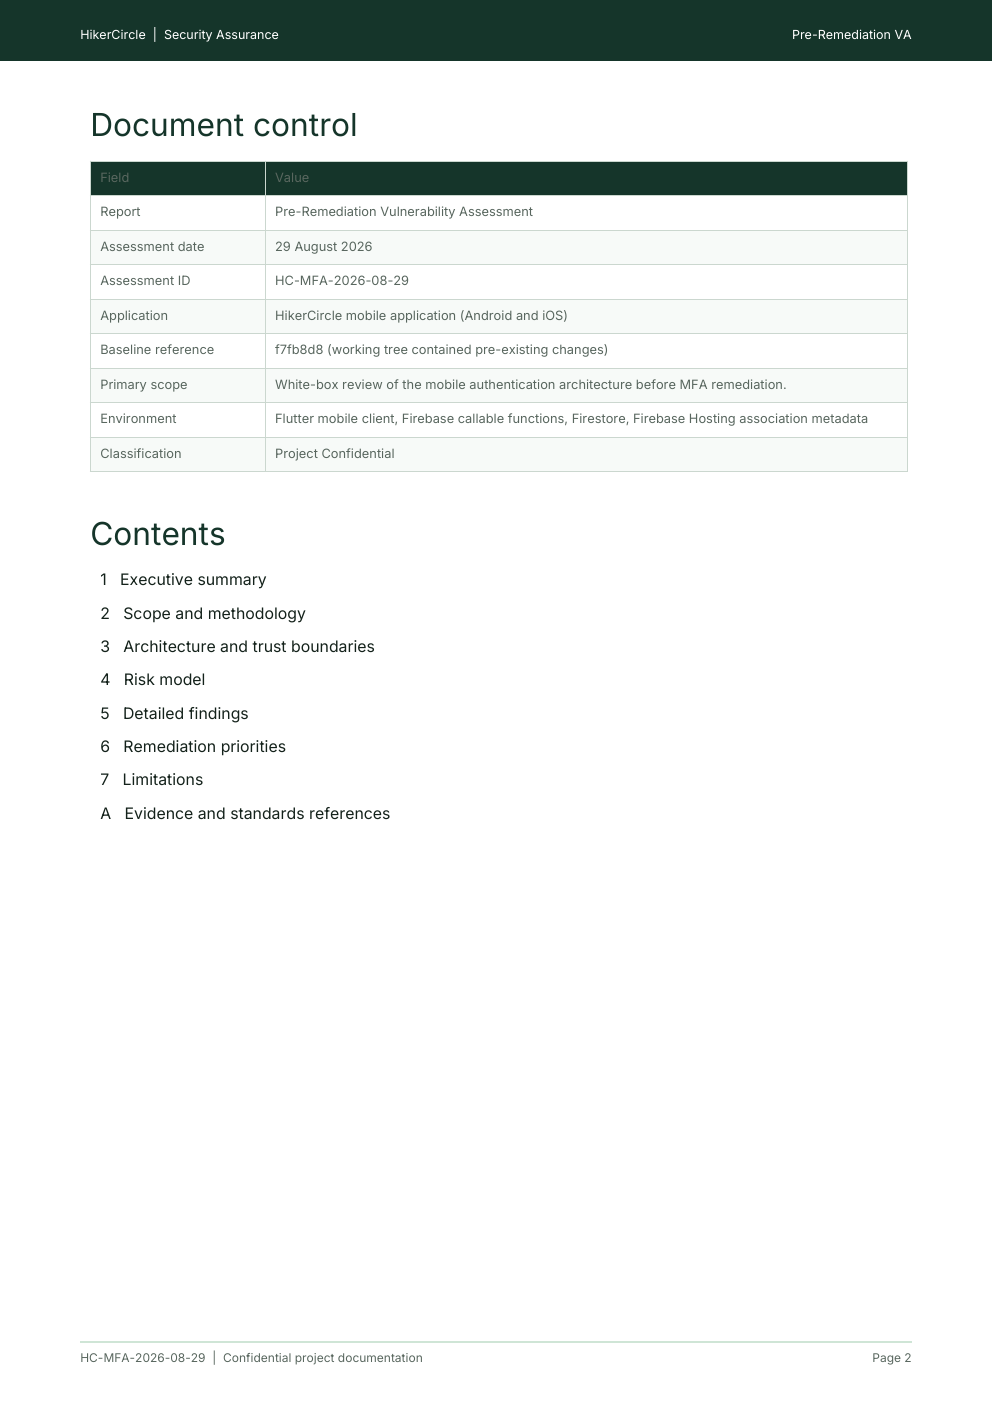 HikerCircle | Security Assurance
Pre-Remediation VA
Document control
Field Value
Report Pre-Remediation Vulnerability Assessment
Assessment date 29 August 2026
Assessment ID HC-MFA-2026-08-29
Application HikerCircle mobile application (Android and iOS)
Baseline reference f7fb8d8 (working tree contained pre-existing changes)
Primary scope White-box review of the mobile authentication architecture before MFA remediation.
Environment Flutter mobile client, Firebase callable functions, Firestore, Firebase Hosting association metadata
Classification Project Confidential
Contents
1 Executive summary
2 Scope and methodology
3 Architecture and trust boundaries
4 Risk model
5 Detailed findings
6 Remediation priorities
7 Limitations
A Evidence and standards references
HC-MFA-2026-08-29 | Confidential project documentation
Page 2